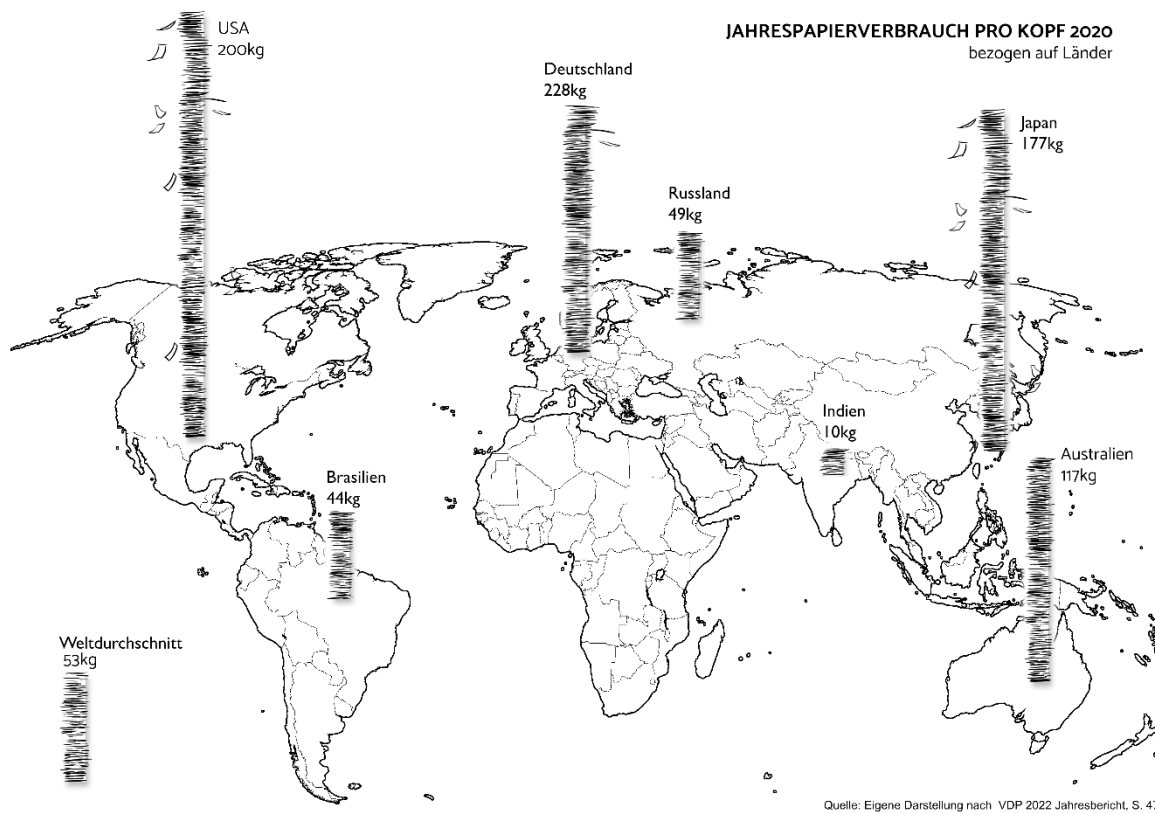 JAHRESPAPIERVERBRAUCH PRO KOPF 2020
bezogen auf Länder
USA
200kg
Deutschland
228kg
Japan
177kg
Russland
49kg
Indien
10kg
Australien
117kg
Brasilien
44kg
Weltdurchschnitt
53kg
Quelle: Eigene Darstellung nach VDP 2022 Jahresbericht, S. 47